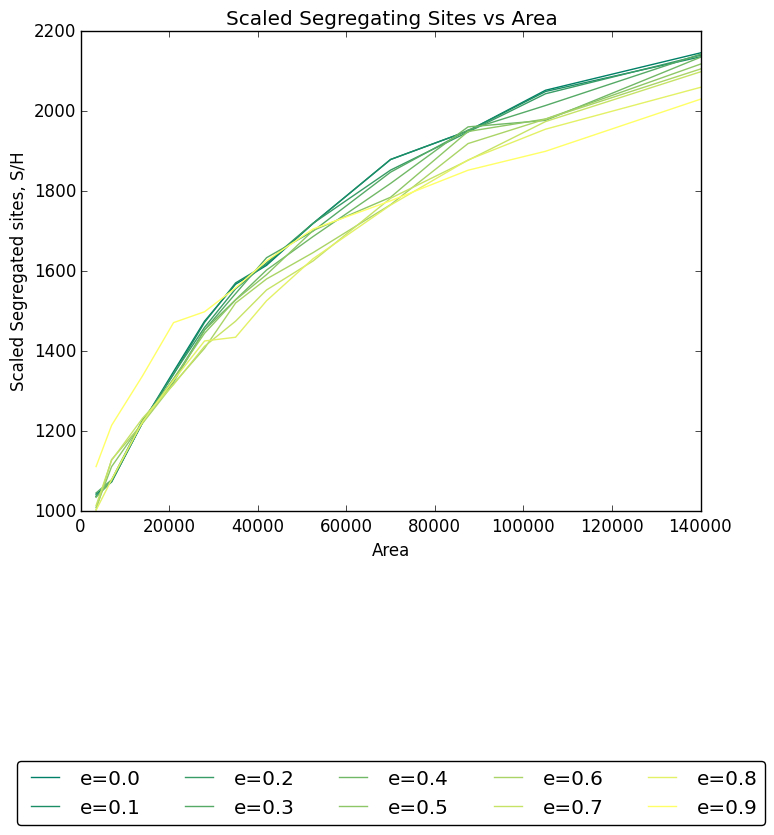 Scaled Segregating Sites vs Area
Scaled Segregated sites, S/H
2200
2000
1800
1600
1400
1200
1000
0 20000 40000 60000 80000 100000 120000 140000
Area
e=0.0 e=0.2 e=0.4 e=0.6 e=0.8
e=0.1 e=0.3 e=0.5 e=0.7 e=0.9